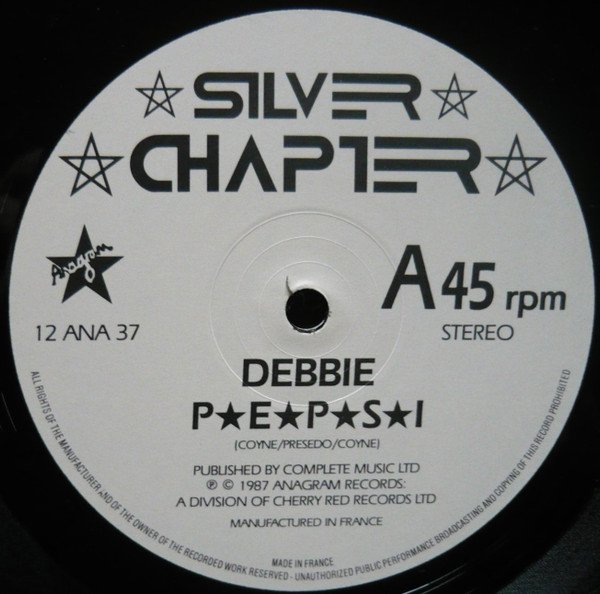 ☆ SILVER ☆
☆ CHAPTER ☆
Anagram
12 ANA 37
A 45 rpm
STEREO
DEBBIE
P★E★P★S★I
(COYNE/PRESEDO/COYNE)
PUBLISHED BY COMPLETE MUSIC LTD
℗ © 1987 ANAGRAM RECORDS:
A DIVISION OF CHERRY RED RECORDS LTD
MANUFACTURED IN FRANCE
MADE IN FRANCE
ALL RIGHTS OF THE MANUFACTURER AND OF THE OWNER OF THE RECORDED WORK RESERVED - UNAUTHORIZED PUBLIC PERFORMANCE BROADCASTING AND COPYING OF THIS RECORD PROHIBITED